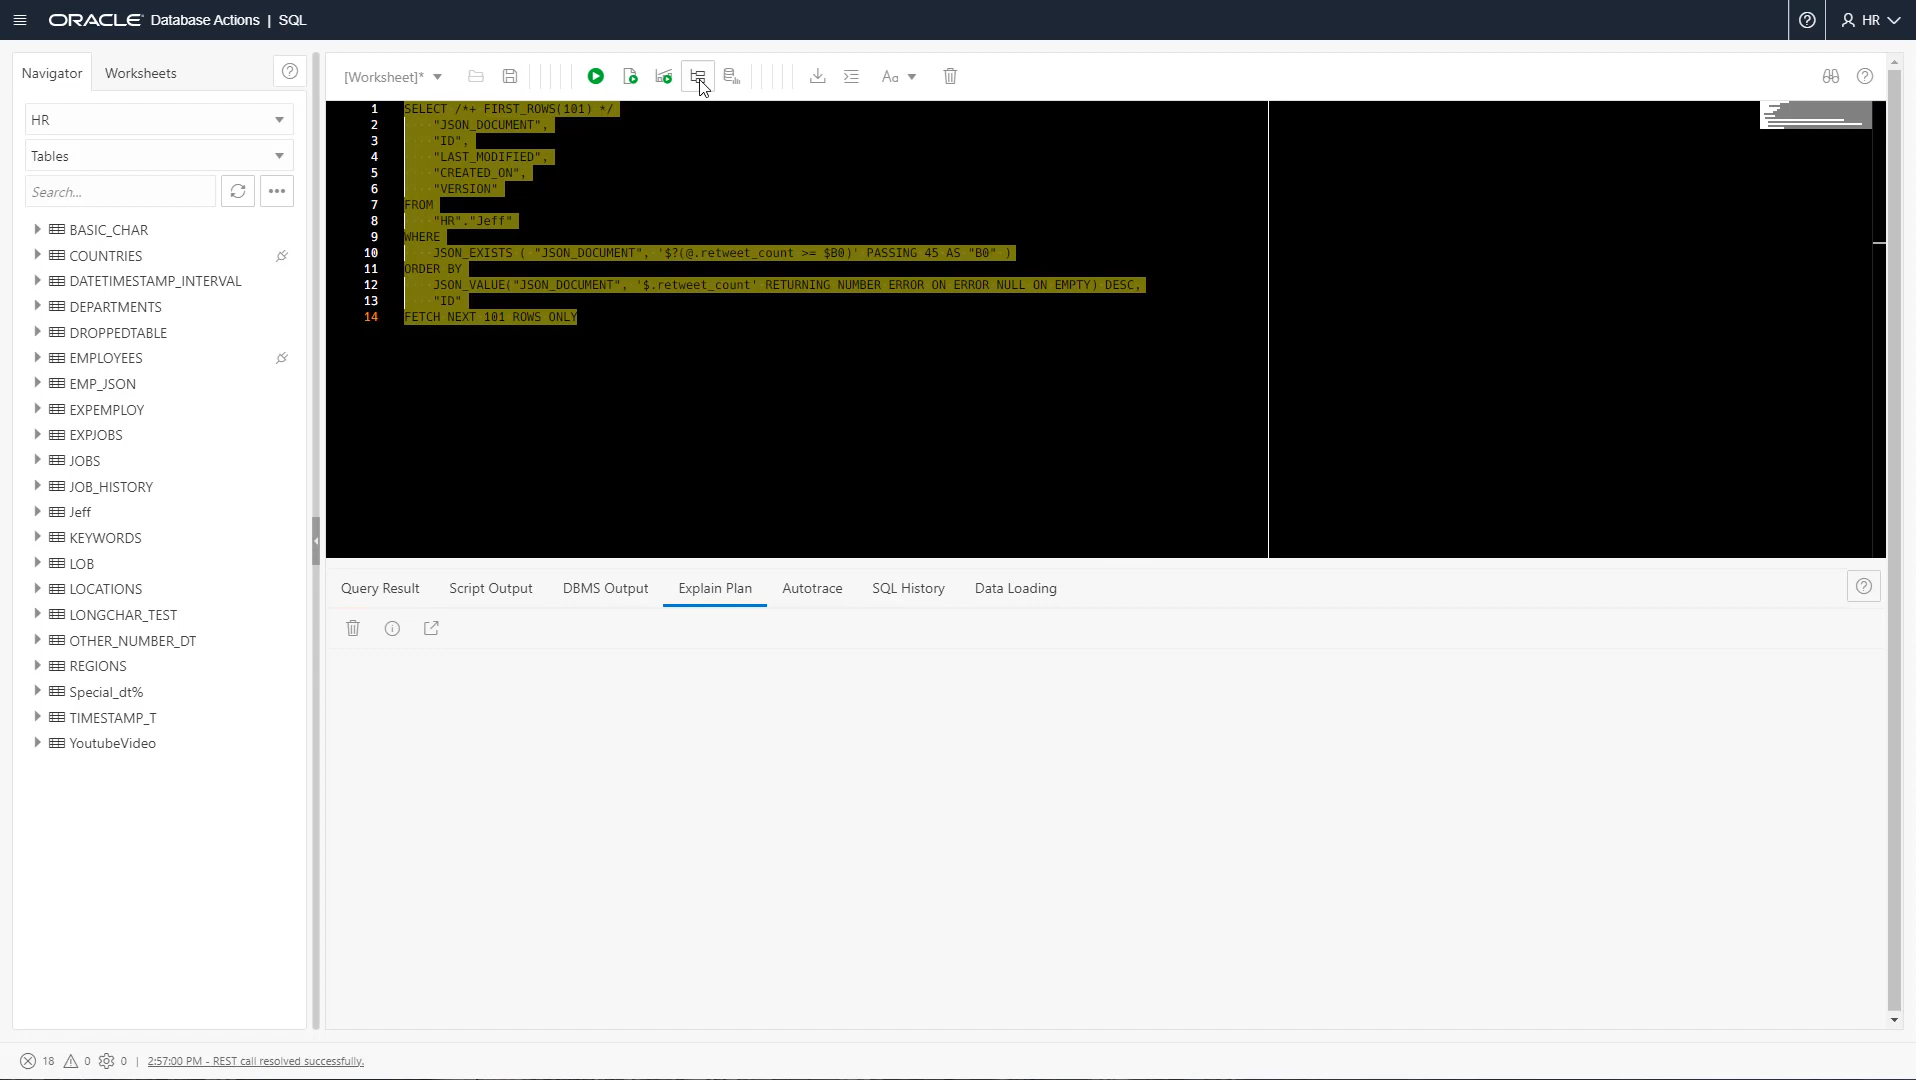 ORACLE Database Actions | SQL
HR
Navigator
Worksheets
[Worksheet]*
Aa
HR
Tables
Search...
BASIC_CHAR
COUNTRIES
DATETIMESTAMP_INTERVAL
DEPARTMENTS
DROPPEDTABLE
EMPLOYEES
EMP_JSON
EXPEMPLOY
EXPJOBS
JOBS
JOB_HISTORY
Jeff
KEYWORDS
LOB
LOCATIONS
LONGCHAR_TEST
OTHER_NUMBER_DT
REGIONS
Special_dt%
TIMESTAMP_T
YoutubeVideo
1 SELECT /*+ FIRST_ROWS(101) */
2 "JSON_DOCUMENT",
3 "ID",
4 "LAST_MODIFIED",
5 "CREATED_ON",
6 "VERSION"
7 FROM
8 "HR"."Jeff"
9 WHERE
10 JSON_EXISTS ( "JSON_DOCUMENT", '$?(@.retweet_count >= $B0)' PASSING 45 AS "B0" )
11 ORDER BY
12 JSON_VALUE("JSON_DOCUMENT", '$.retweet_count' RETURNING NUMBER ERROR ON ERROR NULL ON EMPTY) DESC,
13 "ID"
14 FETCH NEXT 101 ROWS ONLY
Query Result
Script Output
DBMS Output
Explain Plan
Autotrace
SQL History
Data Loading
18 0 0 | 2:57:00 PM - REST call resolved successfully.